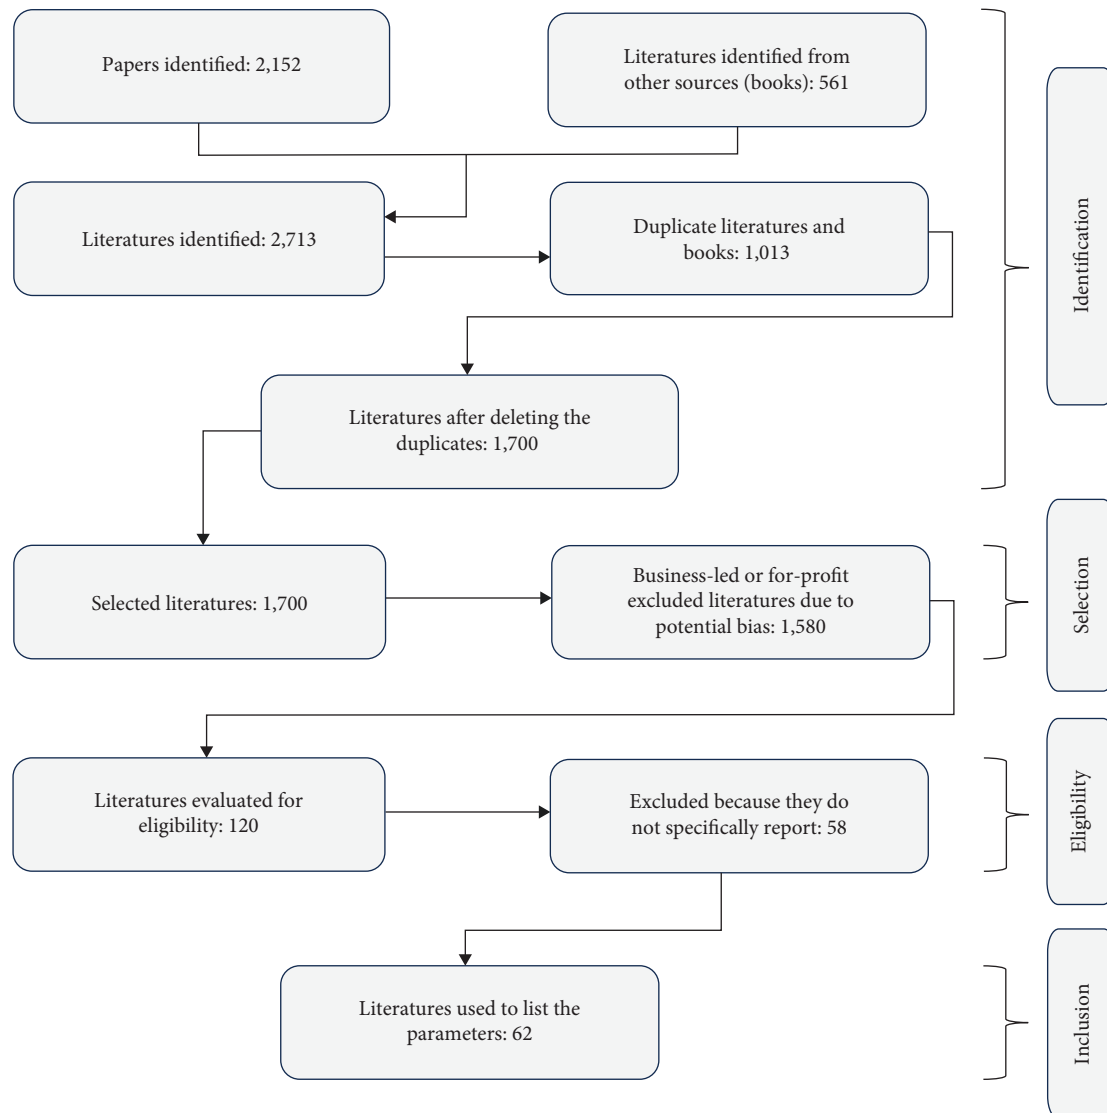 Papers identified: 2,152
Literatures identified from
other sources (books): 561
Literatures identified: 2,713
Duplicate literatures and
books: 1,013
Literatures after deleting the
duplicates: 1,700
Identification
Selected literatures: 1,700
Business-led or for-profit
excluded literatures due to
potential bias: 1,580
Selection
Literatures evaluated for
eligibility: 120
Excluded because they do
not specifically report: 58
Eligibility
Literatures used to list the
parameters: 62
Inclusion